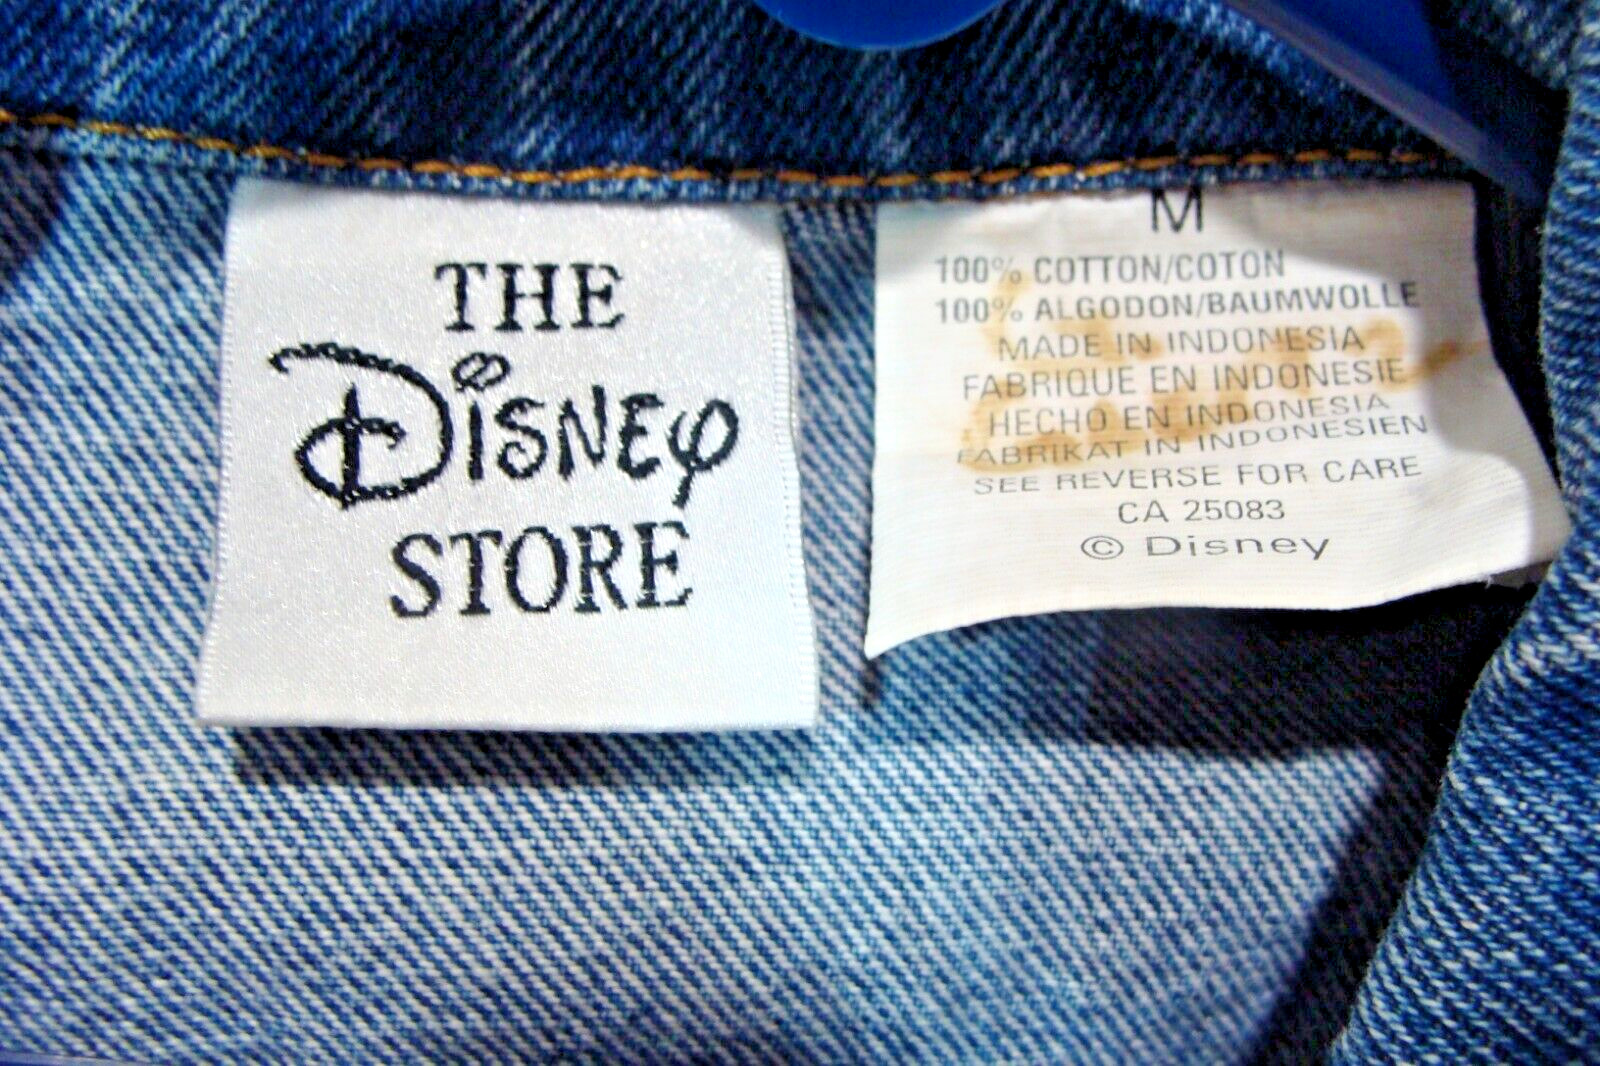 THE
Disney
STORE
M
100% COTTON/COTON
100% ALGODON/BAUMWOLLE
MADE IN INDONESIA
FABRIQUE EN INDONESIE
HECHO EN INDONESIA
FABRIKAT IN INDONESIEN
SEE REVERSE FOR CARE
CA 25083
© Disney